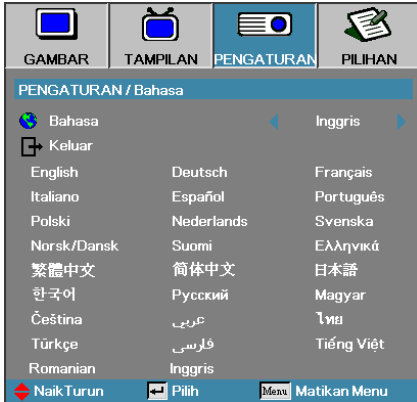 GAMBAR TAMPILAN PENGATURAN PILIHAN
PENGATURAN / Bahasa
Bahasa Inggris
Keluar
English Deutsch Français
Italiano Español Português
Polski Nederlands Svenska
Norsk/Dansk Suomi Ελληνικά
繁體中文 简体中文 日本語
한국어 Русский Magyar
Čeština عربي ไทย
Türkçe فارسی Tiếng Việt
Romanian Inggris
NaikTurun Pilih Menu Matikan Menu